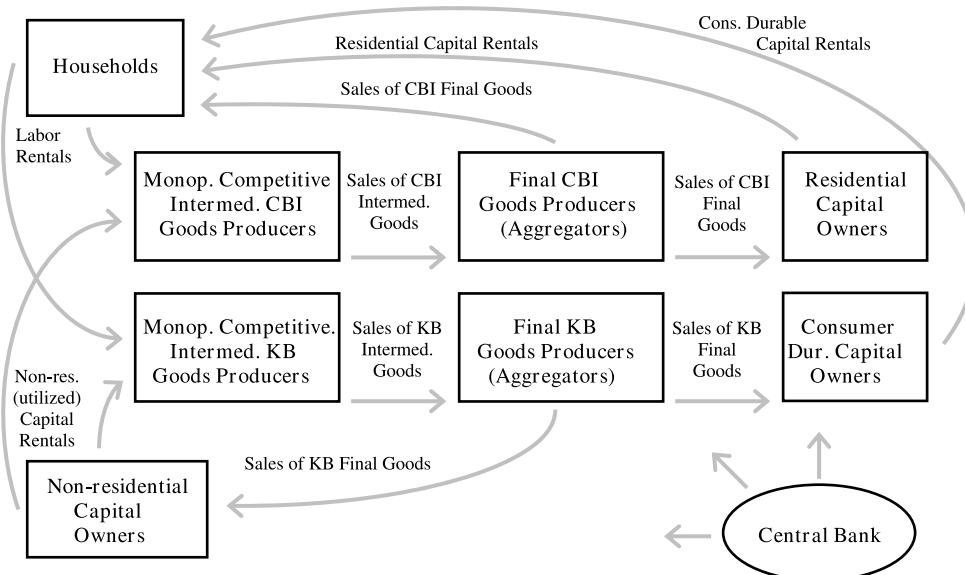 Cons. Durable
Capital Rentals
Residential Capital Rentals
Households
Sales of CBI Final Goods
Labor
Rentals
Monop. Competitive
Intermed. CBI
Goods Producers
Sales of CBI
Intermed.
Goods
Final CBI
Goods Producers
(Aggregators)
Sales of CBI
Final
Goods
Residential
Capital
Owners
Monop. Competitive.
Intermed. KB
Goods Producers
Sales of KB
Intermed.
Goods
Final KB
Goods Producers
(Aggregators)
Sales of KB
Final
Goods
Consumer
Dur. Capital
Owners
Non-res.
(utilized)
Capital
Rentals
Sales of KB Final Goods
Non-residential
Capital
Owners
Central Bank